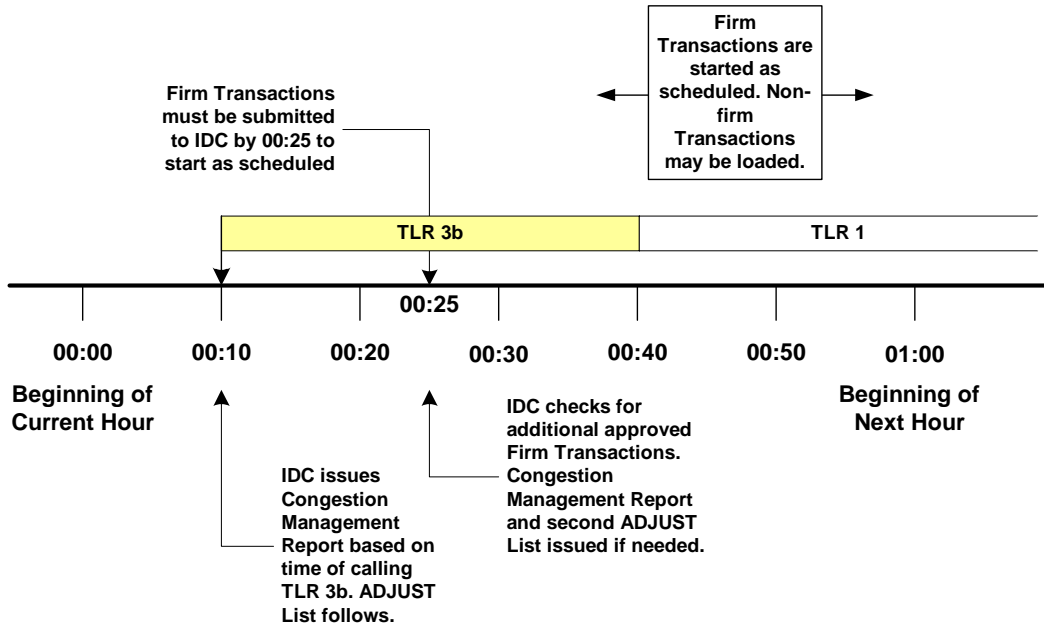 Firm
Transactions are
started as
scheduled. Non-
firm
Transactions
may be loaded.
Firm Transactions
must be submitted
to IDC by 00:25 to
start as scheduled
TLR 3b
TLR 1
00:25
00:00
00:10
00:20
00:30
00:40
00:50
01:00
Beginning of
Current Hour
Beginning of
Next Hour
IDC issues
Congestion
Management
Report based on
time of calling
TLR 3b. ADJUST
List follows.
IDC checks for
additional approved
Firm Transactions.
Congestion
Management Report
and second ADJUST
List issued if needed.